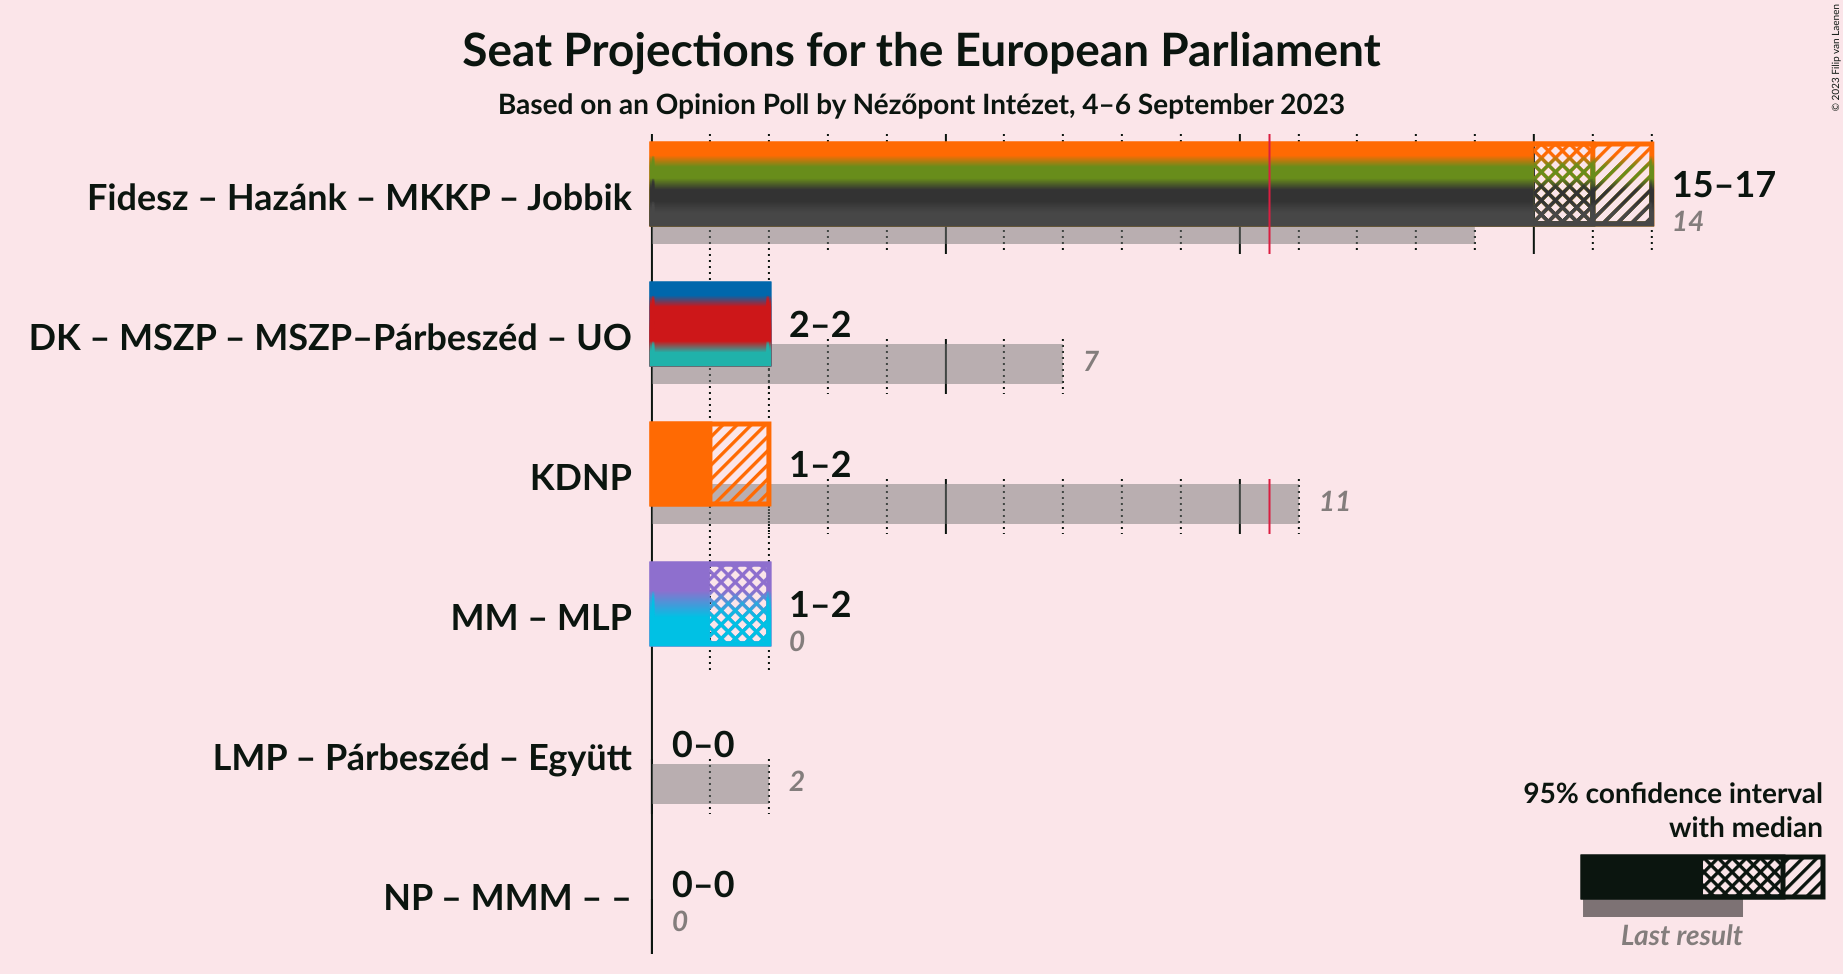 Seat Projections for the European Parliament
Based on an Opinion Poll by Nézőpont Intézet, 4–6 September 2023
© 2023 Filip van Laenen
Fidesz – Hazánk – MKKP – Jobbik
15–17
14
DK – MSZP – MSZP–Párbeszéd – UO
2–2
7
KDNP
1–2
11
MM – MLP
1–2
0
LMP – Párbeszéd – Együtt
0–0
2
NP – MMM – –
0–0
0
95% confidence interval
with median
Last result